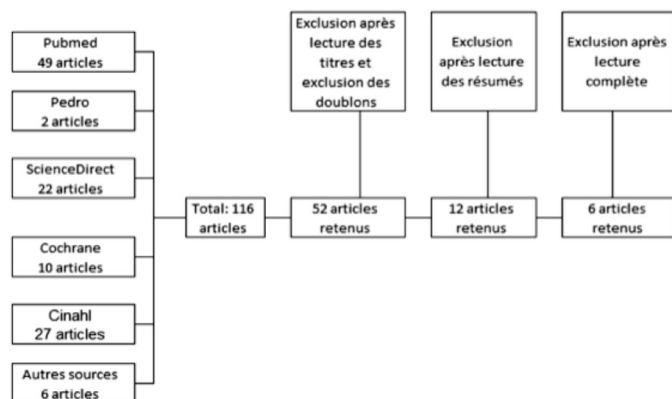 Pubmed
49 articles
Pedro
2 articles
ScienceDirect
22 articles
Cochrane
10 articles
Cinahl
27 articles
Autres sources
6 articles
Total: 116
articles
Exclusion après
lecture des
titres et
exclusion des
doublons
52 articles
retenus
Exclusion
après lecture
des résumés
12 articles
retenus
Exclusion après
lecture
complète
6 articles
retenus